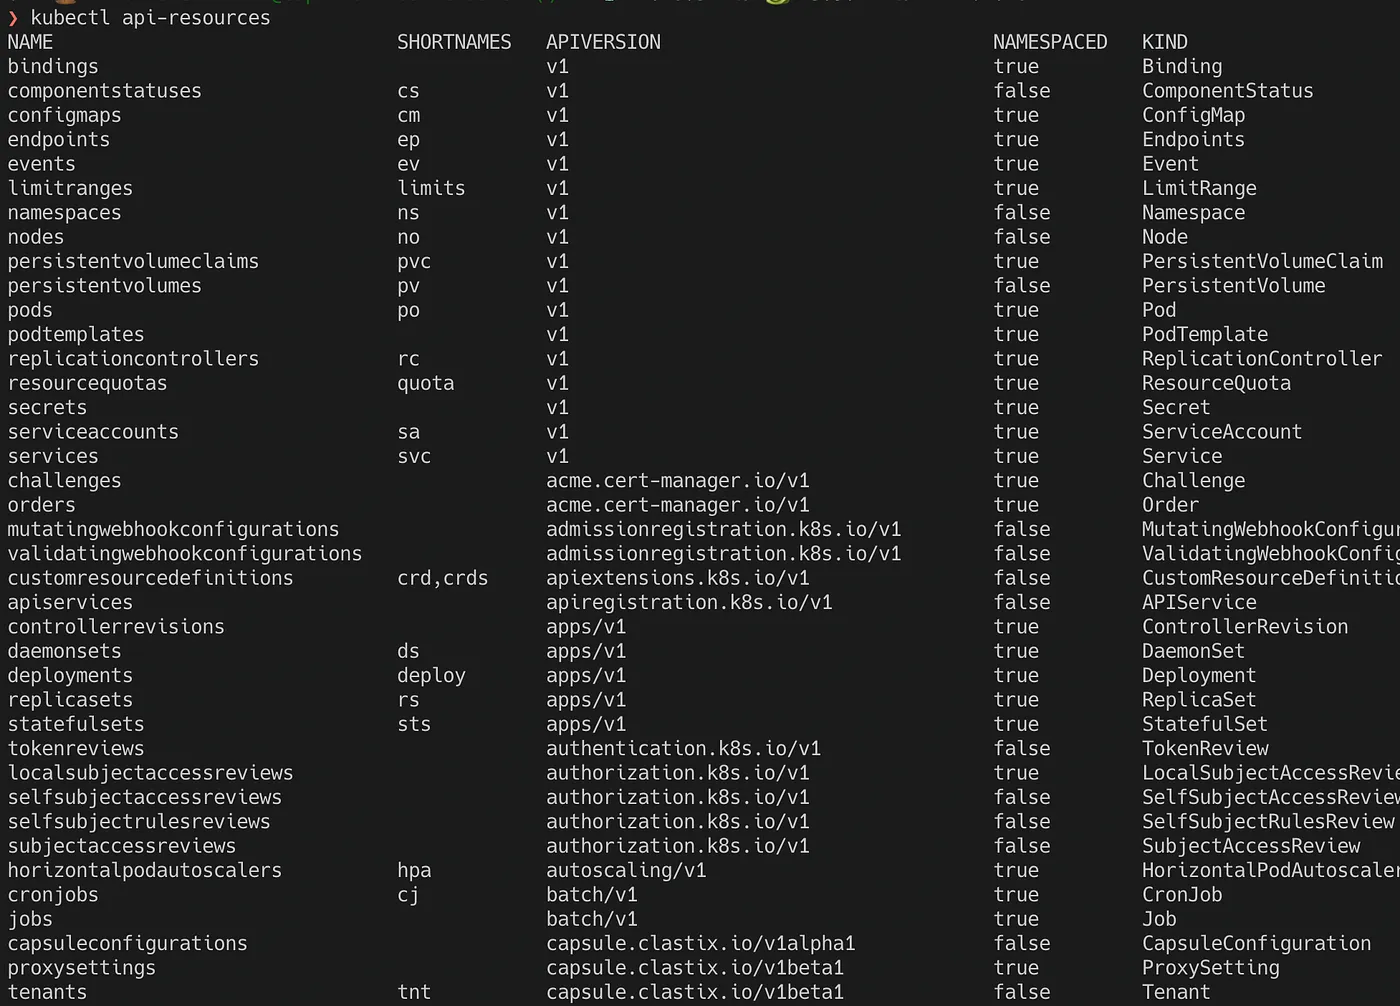 ❯ kubectl api-resources
NAME SHORTNAMES APIVERSION NAMESPACED KIND
bindings v1 true Binding
componentstatuses cs v1 false ComponentStatus
configmaps cm v1 true ConfigMap
endpoints ep v1 true Endpoints
events ev v1 true Event
limitranges limits v1 true LimitRange
namespaces ns v1 false Namespace
nodes no v1 false Node
persistentvolumeclaims pvc v1 true PersistentVolumeClaim
persistentvolumes pv v1 false PersistentVolume
pods po v1 true Pod
podtemplates v1 true PodTemplate
replicationcontrollers rc v1 true ReplicationController
resourcequotas quota v1 true ResourceQuota
secrets v1 true Secret
serviceaccounts sa v1 true ServiceAccount
services svc v1 true Service
challenges acme.cert-manager.io/v1 true Challenge
orders acme.cert-manager.io/v1 true Order
mutatingwebhookconfigurations admissionregistration.k8s.io/v1 false MutatingWebhookConfigur
validatingwebhookconfigurations admissionregistration.k8s.io/v1 false ValidatingWebhookConfig
customresourcedefinitions crd,crds apiextensions.k8s.io/v1 false CustomResourceDefinitio
apiservices apiregistration.k8s.io/v1 false APIService
controllerrevisions apps/v1 true ControllerRevision
daemonsets ds apps/v1 true DaemonSet
deployments deploy apps/v1 true Deployment
replicasets rs apps/v1 true ReplicaSet
statefulsets sts apps/v1 true StatefulSet
tokenreviews authentication.k8s.io/v1 false TokenReview
localsubjectaccessreviews authorization.k8s.io/v1 true LocalSubjectAccessRevie
selfsubjectaccessreviews authorization.k8s.io/v1 false SelfSubjectAccessReview
selfsubjectrulesreviews authorization.k8s.io/v1 false SelfSubjectRulesReview
subjectaccessreviews authorization.k8s.io/v1 false SubjectAccessReview
horizontalpodautoscalers hpa autoscaling/v1 true HorizontalPodAutoscaler
cronjobs cj batch/v1 true CronJob
jobs batch/v1 true Job
capsuleconfigurations capsule.clastix.io/v1alpha1 false CapsuleConfiguration
proxysettings capsule.clastix.io/v1beta1 true ProxySetting
tenants tnt capsule.clastix.io/v1beta1 false Tenant